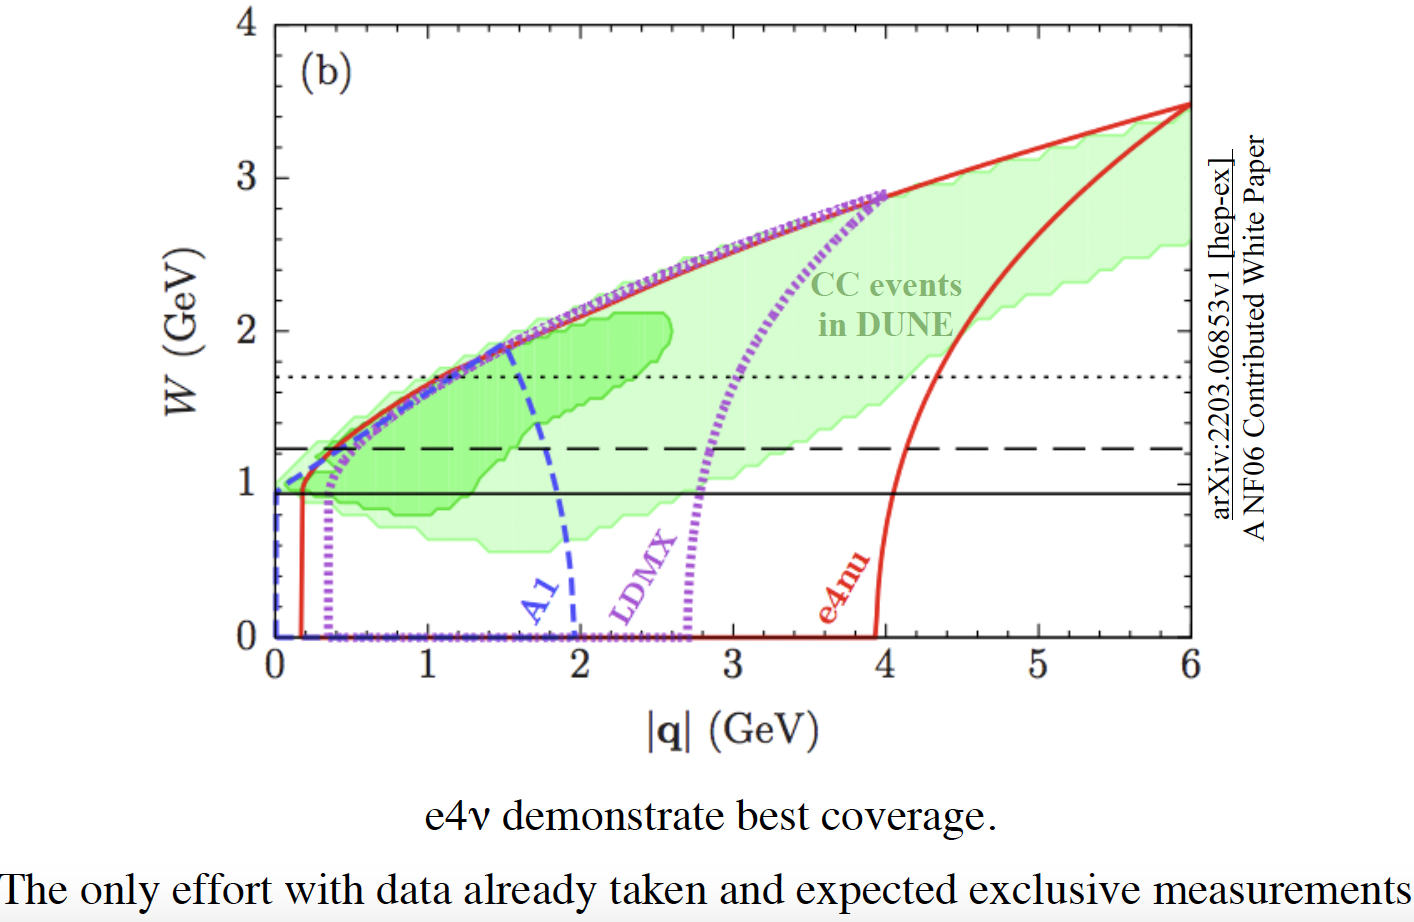 4
(b)
3
CC events
in DUNE
2
W (GeV)
1
A1
LDMX
e4nu
0
0 1 2 3 4 5 6
|q| (GeV)
arXiv:2203.06853v1 [hep-ex]
A NF06 Contributed White Paper
e4ν demonstrate best coverage.
The only effort with data already taken and expected exclusive measurements